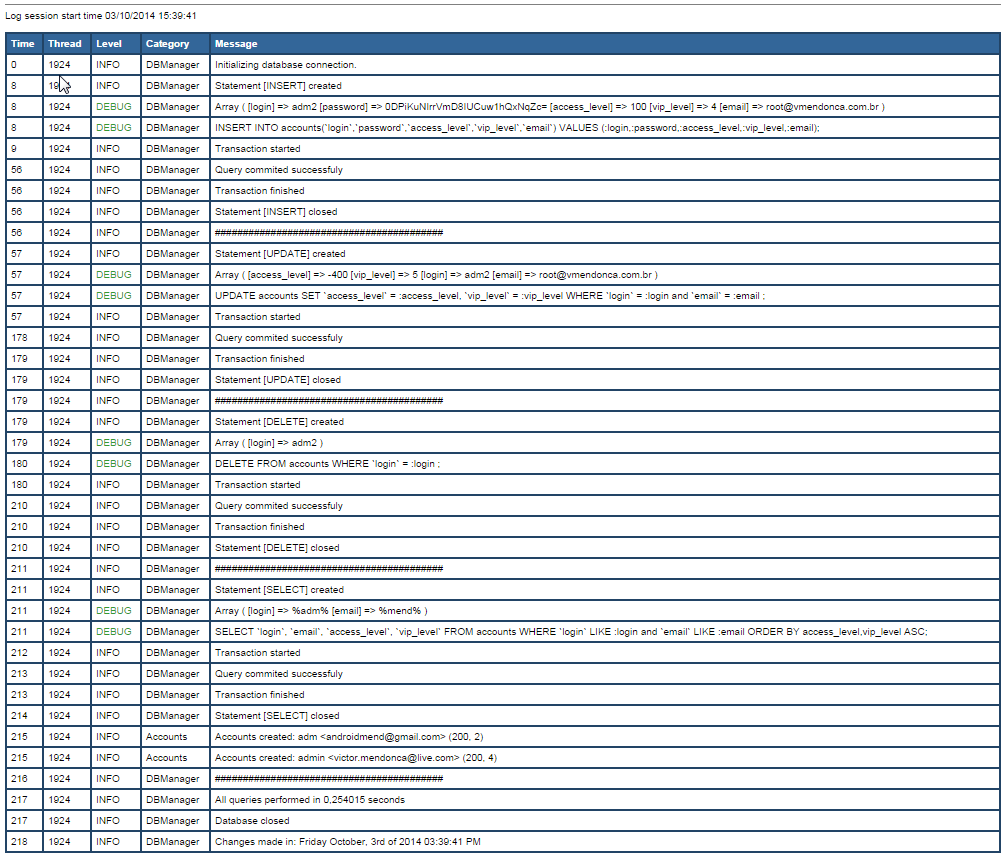 Log session start time 03/10/2014 15:39:41
Time Thread Level Category Message
0 1924 INFO DBManager Initializing database connection.
8 1924 INFO DBManager Statement [INSERT] created
8 1924 DEBUG DBManager Array ( [login] => adm2 [password] => 0DPiKuNIrrVmD8IUCuw1hQxNqZc= [access_level] => 100 [vip_level] => 4 [email] => root@vmendonca.com.br )
8 1924 DEBUG DBManager INSERT INTO accounts(`login`,`password`,`access_level`,`vip_level`,`email`) VALUES (:login,:password,:access_level,:vip_level,:email);
9 1924 INFO DBManager Transaction started
56 1924 INFO DBManager Query commited successfuly
56 1924 INFO DBManager Transaction finished
56 1924 INFO DBManager Statement [INSERT] closed
56 1924 INFO DBManager #########################################
57 1924 INFO DBManager Statement [UPDATE] created
57 1924 DEBUG DBManager Array ( [access_level] => -400 [vip_level] => 5 [login] => adm2 [email] => root@vmendonca.com.br )
57 1924 DEBUG DBManager UPDATE accounts SET `access_level` = :access_level, `vip_level` = :vip_level WHERE `login` = :login and `email` = :email ;
57 1924 INFO DBManager Transaction started
178 1924 INFO DBManager Query commited successfuly
179 1924 INFO DBManager Transaction finished
179 1924 INFO DBManager Statement [UPDATE] closed
179 1924 INFO DBManager #########################################
179 1924 INFO DBManager Statement [DELETE] created
179 1924 DEBUG DBManager Array ( [login] => adm2 )
180 1924 DEBUG DBManager DELETE FROM accounts WHERE `login` = :login ;
180 1924 INFO DBManager Transaction started
210 1924 INFO DBManager Query commited successfuly
210 1924 INFO DBManager Transaction finished
210 1924 INFO DBManager Statement [DELETE] closed
211 1924 INFO DBManager #########################################
211 1924 INFO DBManager Statement [SELECT] created
211 1924 DEBUG DBManager Array ( [login] => %adm% [email] => %mend% )
211 1924 DEBUG DBManager SELECT `login`, `email`, `access_level`, `vip_level` FROM accounts WHERE `login` LIKE :login and `email` LIKE :email ORDER BY access_level,vip_level ASC;
212 1924 INFO DBManager Transaction started
213 1924 INFO DBManager Query commited successfuly
213 1924 INFO DBManager Transaction finished
214 1924 INFO DBManager Statement [SELECT] closed
215 1924 INFO Accounts Accounts created: adm <androidmend@gmail.com> (200, 2)
215 1924 INFO Accounts Accounts created: admin <victor.mendonca@live.com> (200, 4)
216 1924 INFO DBManager #########################################
217 1924 INFO DBManager All queries performed in 0,254015 seconds
217 1924 INFO DBManager Database closed
218 1924 INFO DBManager Changes made in: Friday October, 3rd of 2014 03:39:41 PM